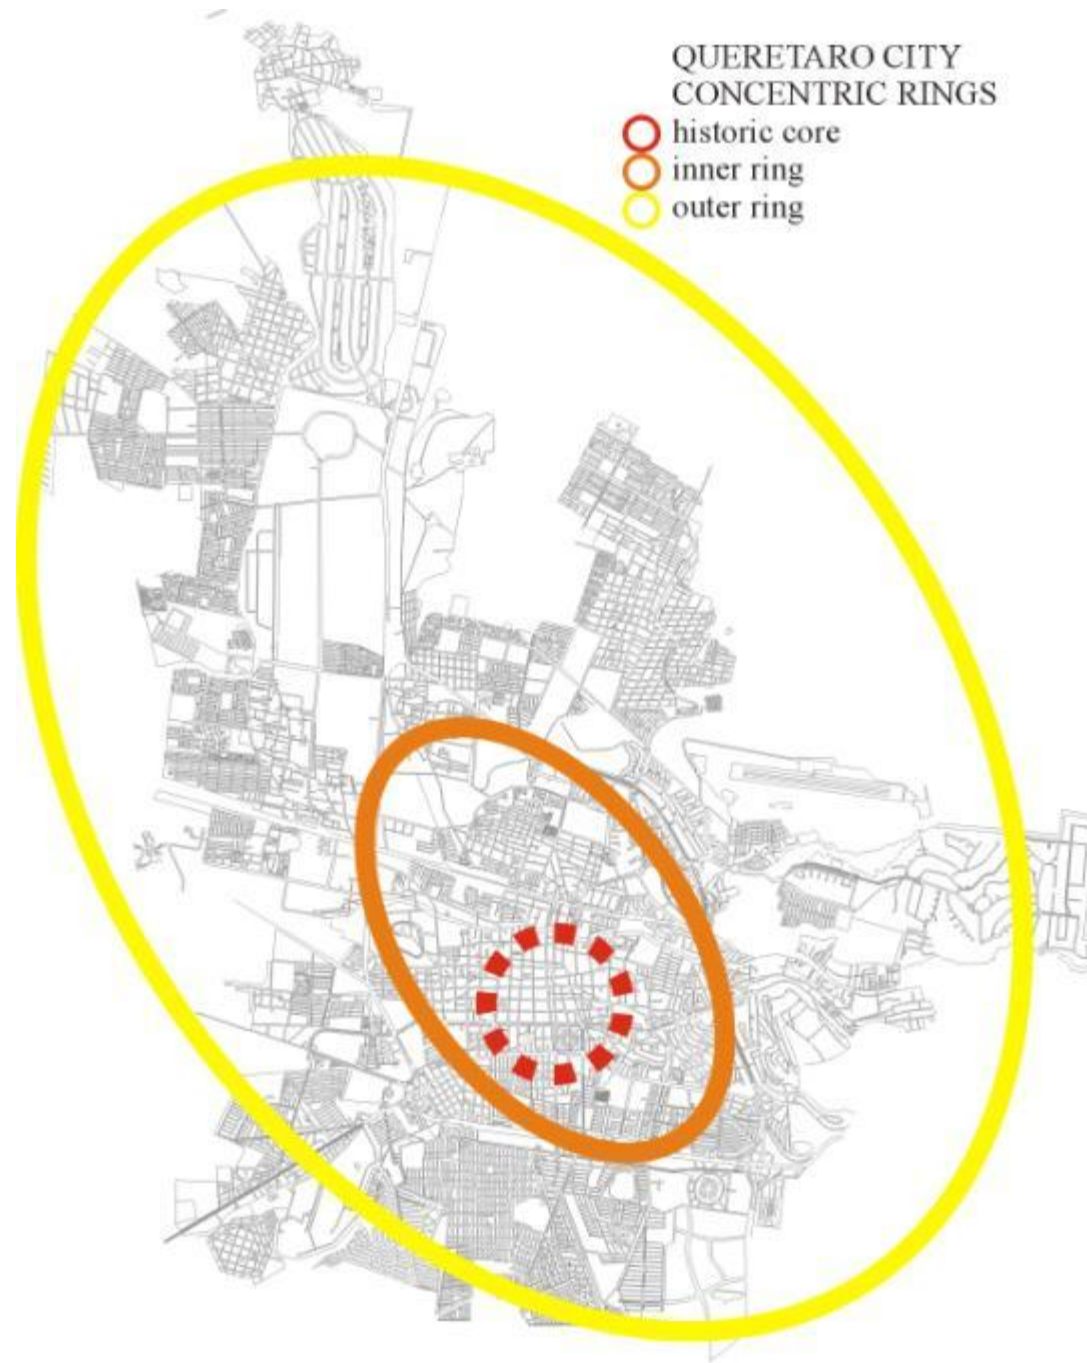 QUERETARO CITY
CONCENTRIC RINGS
historic core
inner ring
outer ring